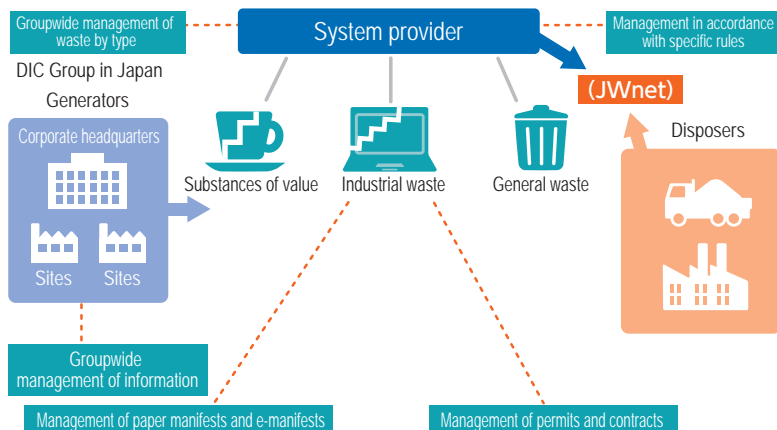 Groupwide management of
waste by type
System provider
Management in accordance
with specific rules
DIC Group in Japan
Generators
(JWnet)
Corporate headquarters
Disposers
Substances of value
Industrial waste
General waste
Sites
Sites
Groupwide
management of information
Management of paper manifests and e-manifests
Management of permits and contracts